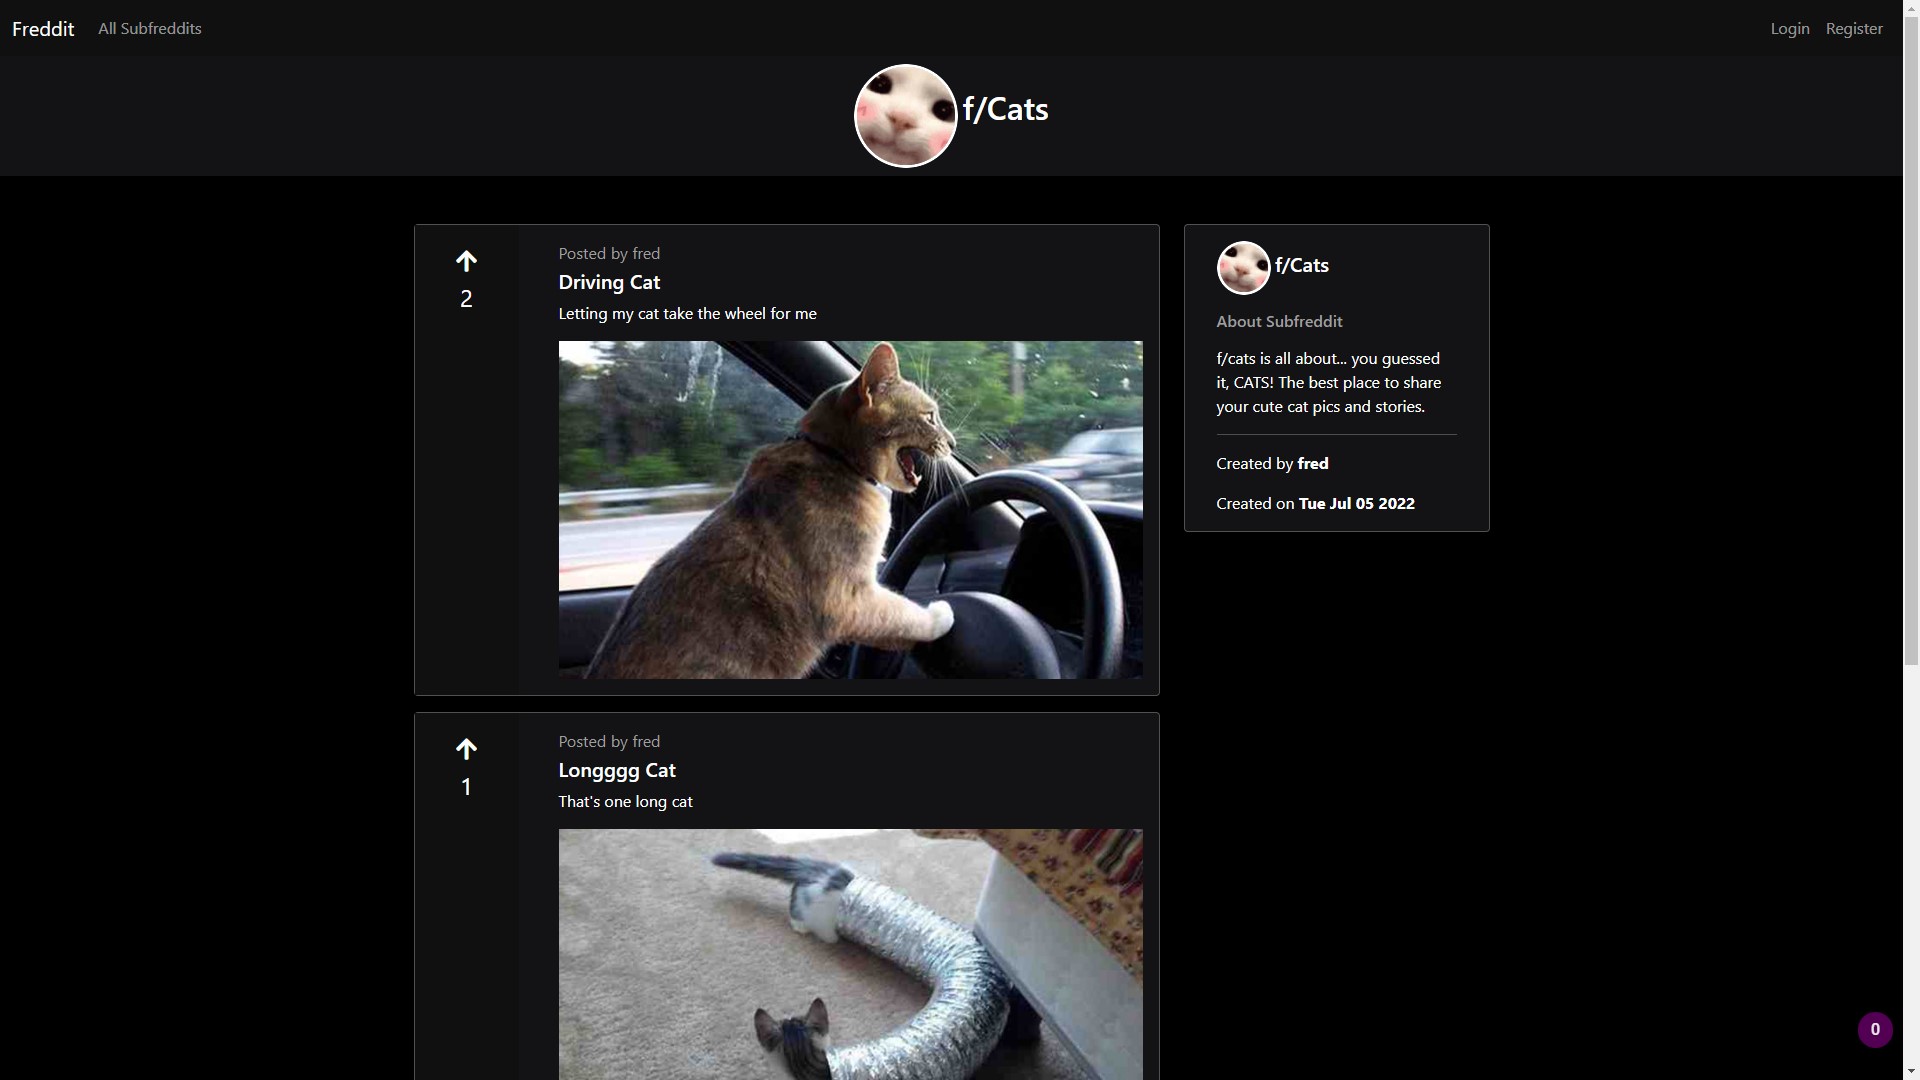 Freddit
All Subfreddits
Login
Register
f/Cats
Posted by fred
Driving Cat
Letting my cat take the wheel for me
2
f/Cats
About Subfreddit
f/cats is all about... you guessed
it, CATS! The best place to share
your cute cat pics and stories.
Created by fred
Created on Tue Jul 05 2022
Posted by fred
Longggg Cat
1
That's one long cat
0